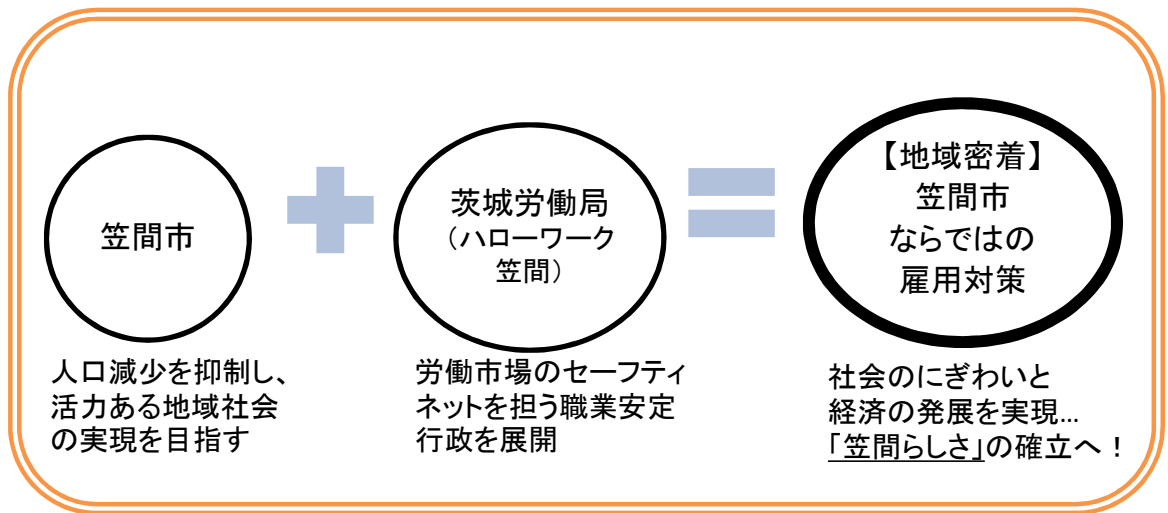 笠間市
茨城労働局
（ハローワーク
笠間）
【地域密着】
笠間市
ならではの
雇用対策
人口減少を抑制し、
活力ある地域社会
の実現を目指す
労働市場のセーフティ
ネットを担う職業安定
行政を展開
社会のにぎわいと
経済の発展を実現…
「笠間らしさ」の確立へ！